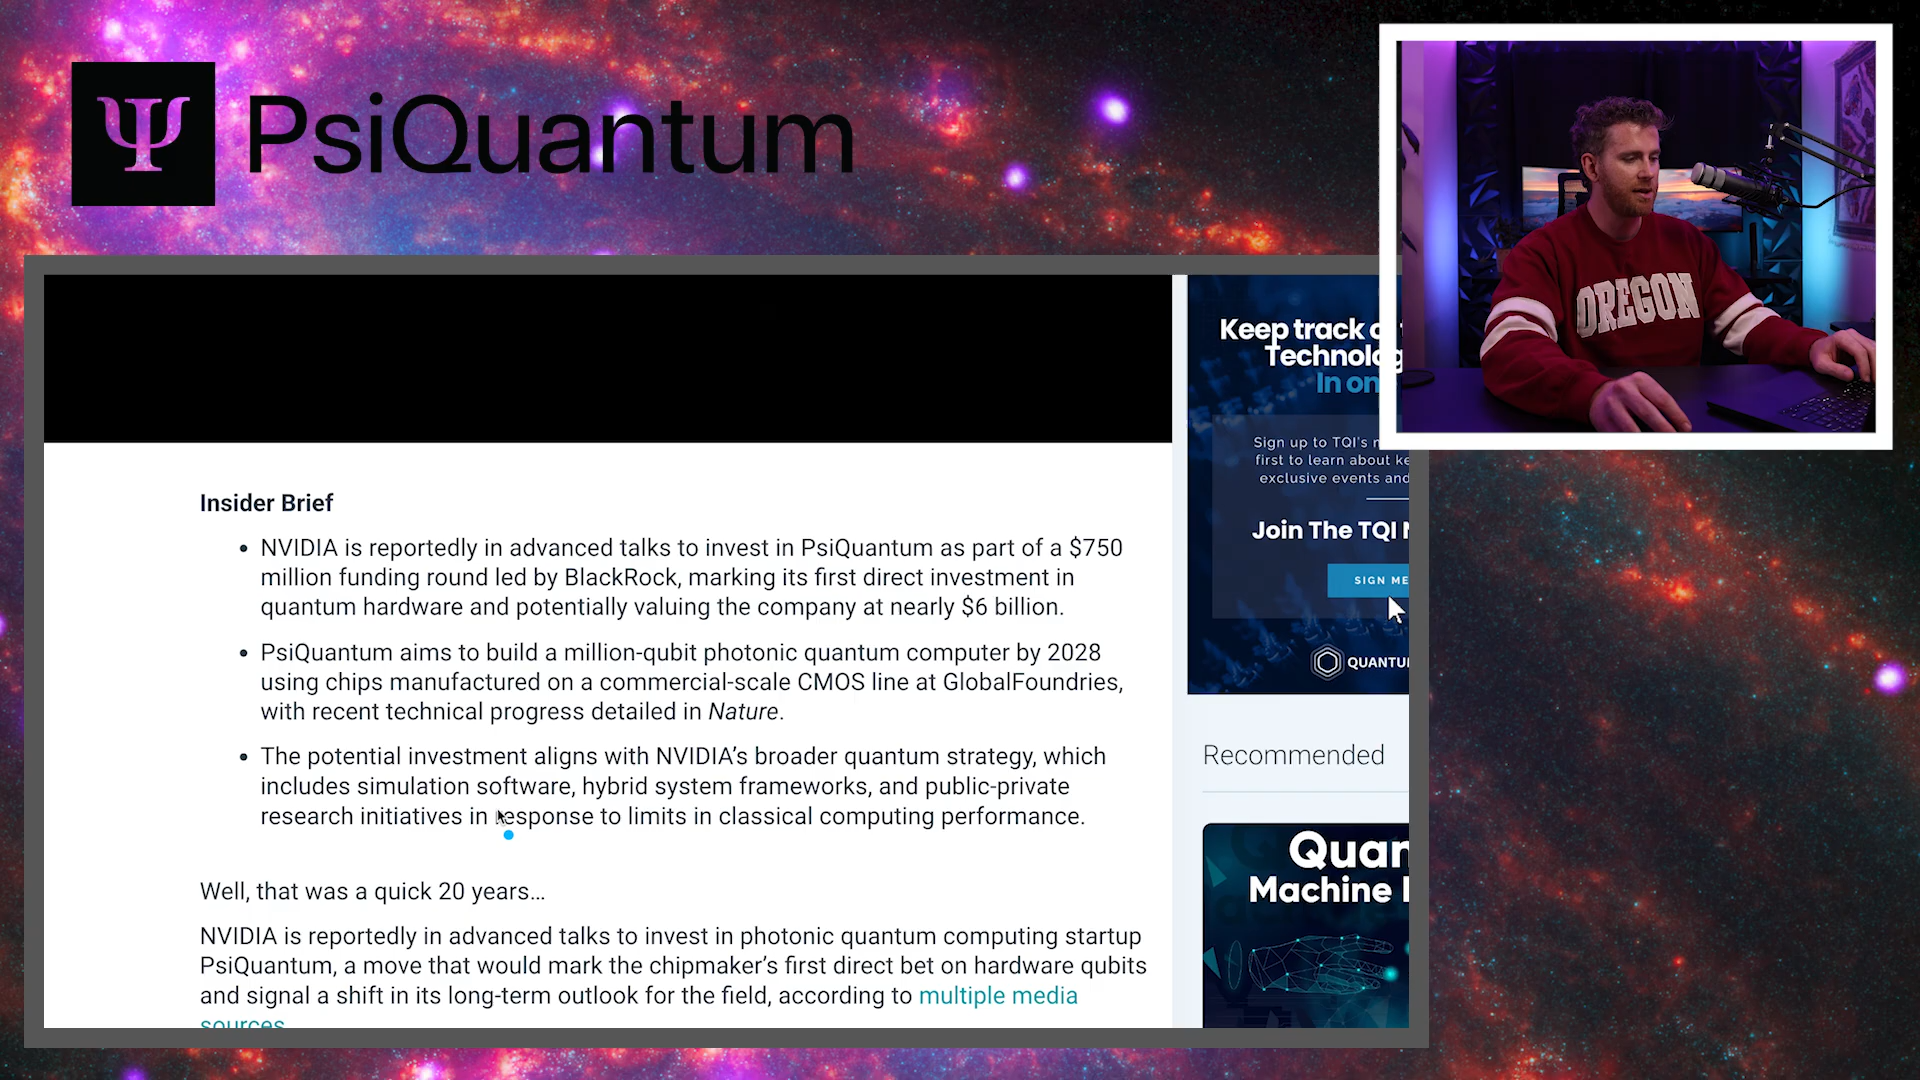 Ψ PsiQuantum
OREGON
Insider Brief
• NVIDIA is reportedly in advanced talks to invest in PsiQuantum as part of a $750
million funding round led by BlackRock, marking its first direct investment in
quantum hardware and potentially valuing the company at nearly $6 billion.
• PsiQuantum aims to build a million-qubit photonic quantum computer by 2028
using chips manufactured on a commercial-scale CMOS line at GlobalFoundries,
with recent technical progress detailed in Nature.
• The potential investment aligns with NVIDIA’s broader quantum strategy, which
includes simulation software, hybrid system frameworks, and public-private
research initiatives in response to limits in classical computing performance.
Well, that was a quick 20 years…
NVIDIA is reportedly in advanced talks to invest in photonic quantum computing startup
PsiQuantum, a move that would mark the chipmaker’s first direct bet on hardware qubits
and signal a shift in its long-term outlook for the field, according to multiple media
sources
Keep track
In
Sign up to TQI's
first to learn about
exclusive events and
Join The TQI
SIGN ME
Recommended
Machine